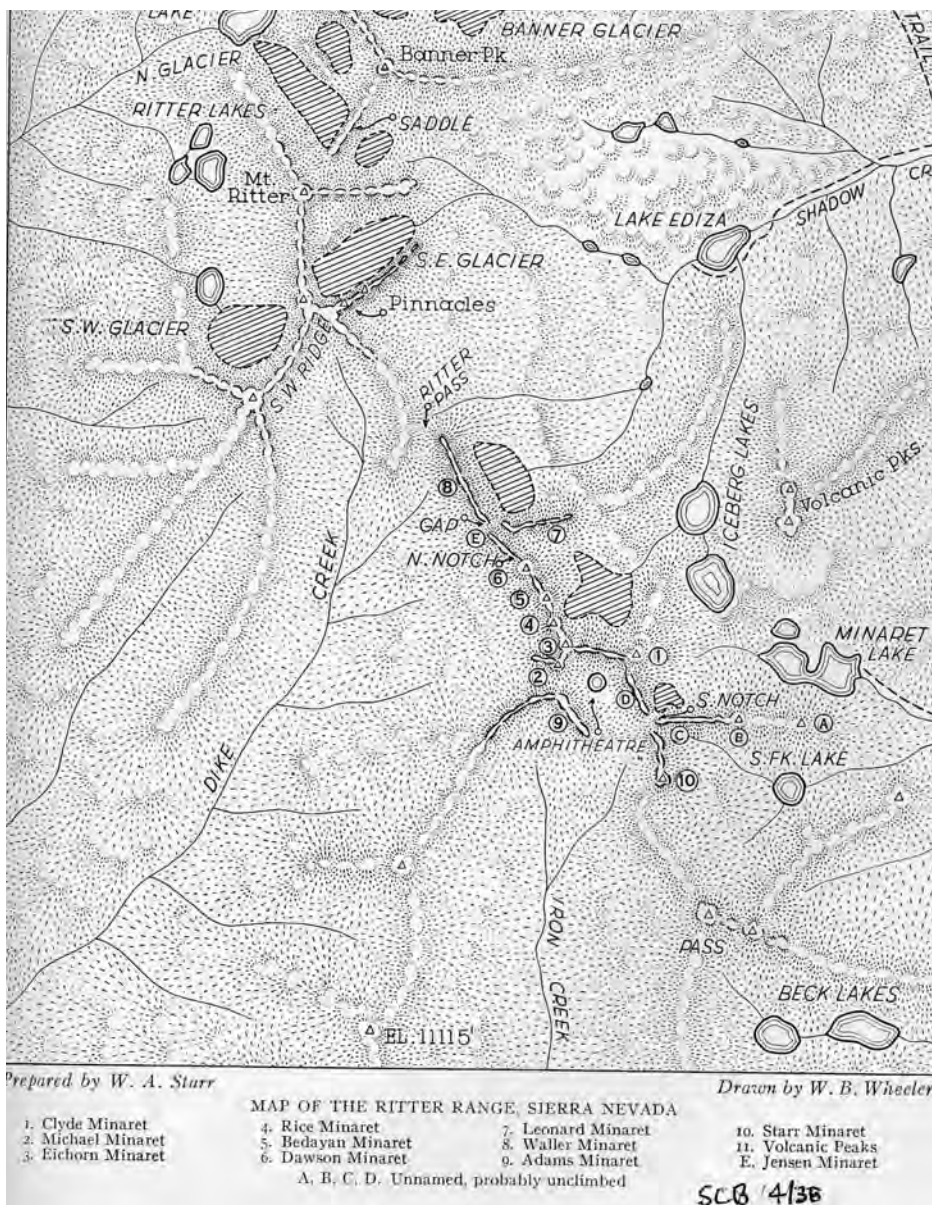 LAKE
BANNER GLACIER
TRAIL
N. GLACIER
Banner Pk.
RITTER LAKES
SADDLE
Mt.
Ritter
LAKE EDIZA
SHADOW
CR
S.E. GLACIER
Pinnacles
S.W. GLACIER
S.W. RIDGE
RITTER
PASS
ICEBERG LAKES
Volcanic Pks
8
GAP
7
E
N. NOTCH
6
5
CREEK
4
MINARET
LAKE
3
1
2
D
S. NOTCH
9
C
B
A
AMPHITHEATRE
S. FK. LAKE
10
DIKE
IRON
CREEK
PASS
BECK LAKES
EL. 11115'
Prepared by W. A. Starr
Drawn by W. B. Wheeler
MAP OF THE RITTER RANGE, SIERRA NEVADA
1. Clyde Minaret
2. Michael Minaret
3. Eichorn Minaret
4. Rice Minaret
5. Bedayan Minaret
6. Dawson Minaret
7. Leonard Minaret
8. Waller Minaret
9. Adams Minaret
10. Starr Minaret
11. Volcanic Peaks
E. Jensen Minaret
A, B, C, D. Unnamed, probably unclimbed
SCB 4/38